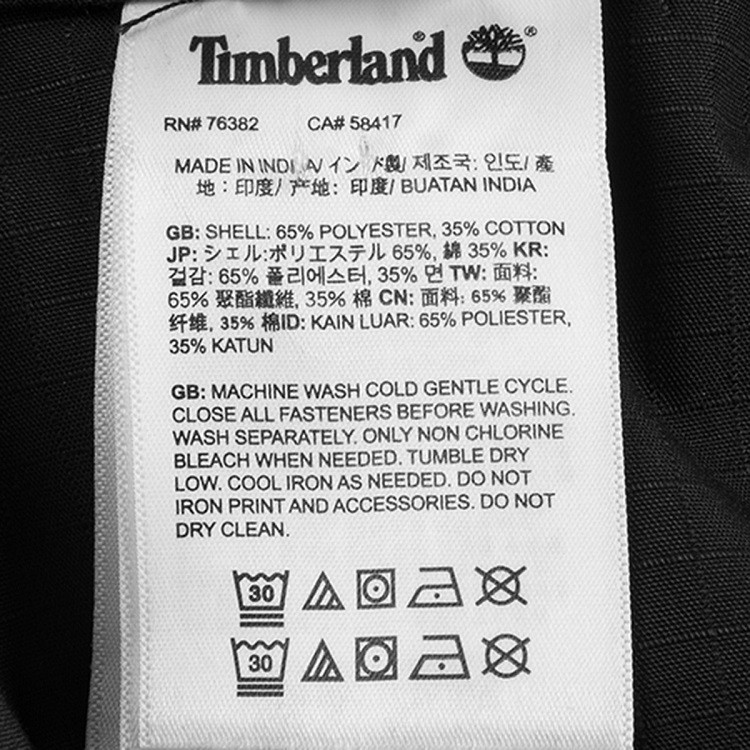 Timberland® ®
RN# 76382 CA# 58417
MADE IN INDIA/ インド製/ 제조국: 인도/ 產
地：印度/ 产地：印度/ BUATAN INDIA
GB: SHELL: 65% POLYESTER, 35% COTTON
JP: シェル:ポリエステル 65%, 綿 35% KR:
겉감: 65% 폴리에스터, 35% 면 TW: 面料:
65% 聚酯纖維, 35% 棉 CN: 面料: 65% 聚酯
纤维, 35% 棉ID: KAIN LUAR: 65% POLIESTER,
35% KATUN
GB: MACHINE WASH COLD GENTLE CYCLE.
CLOSE ALL FASTENERS BEFORE WASHING.
WASH SEPARATELY. ONLY NON CHLORINE
BLEACH WHEN NEEDED. TUMBLE DRY
LOW. COOL IRON AS NEEDED. DO NOT
IRON PRINT AND ACCESSORIES. DO NOT
DRY CLEAN.
30
30